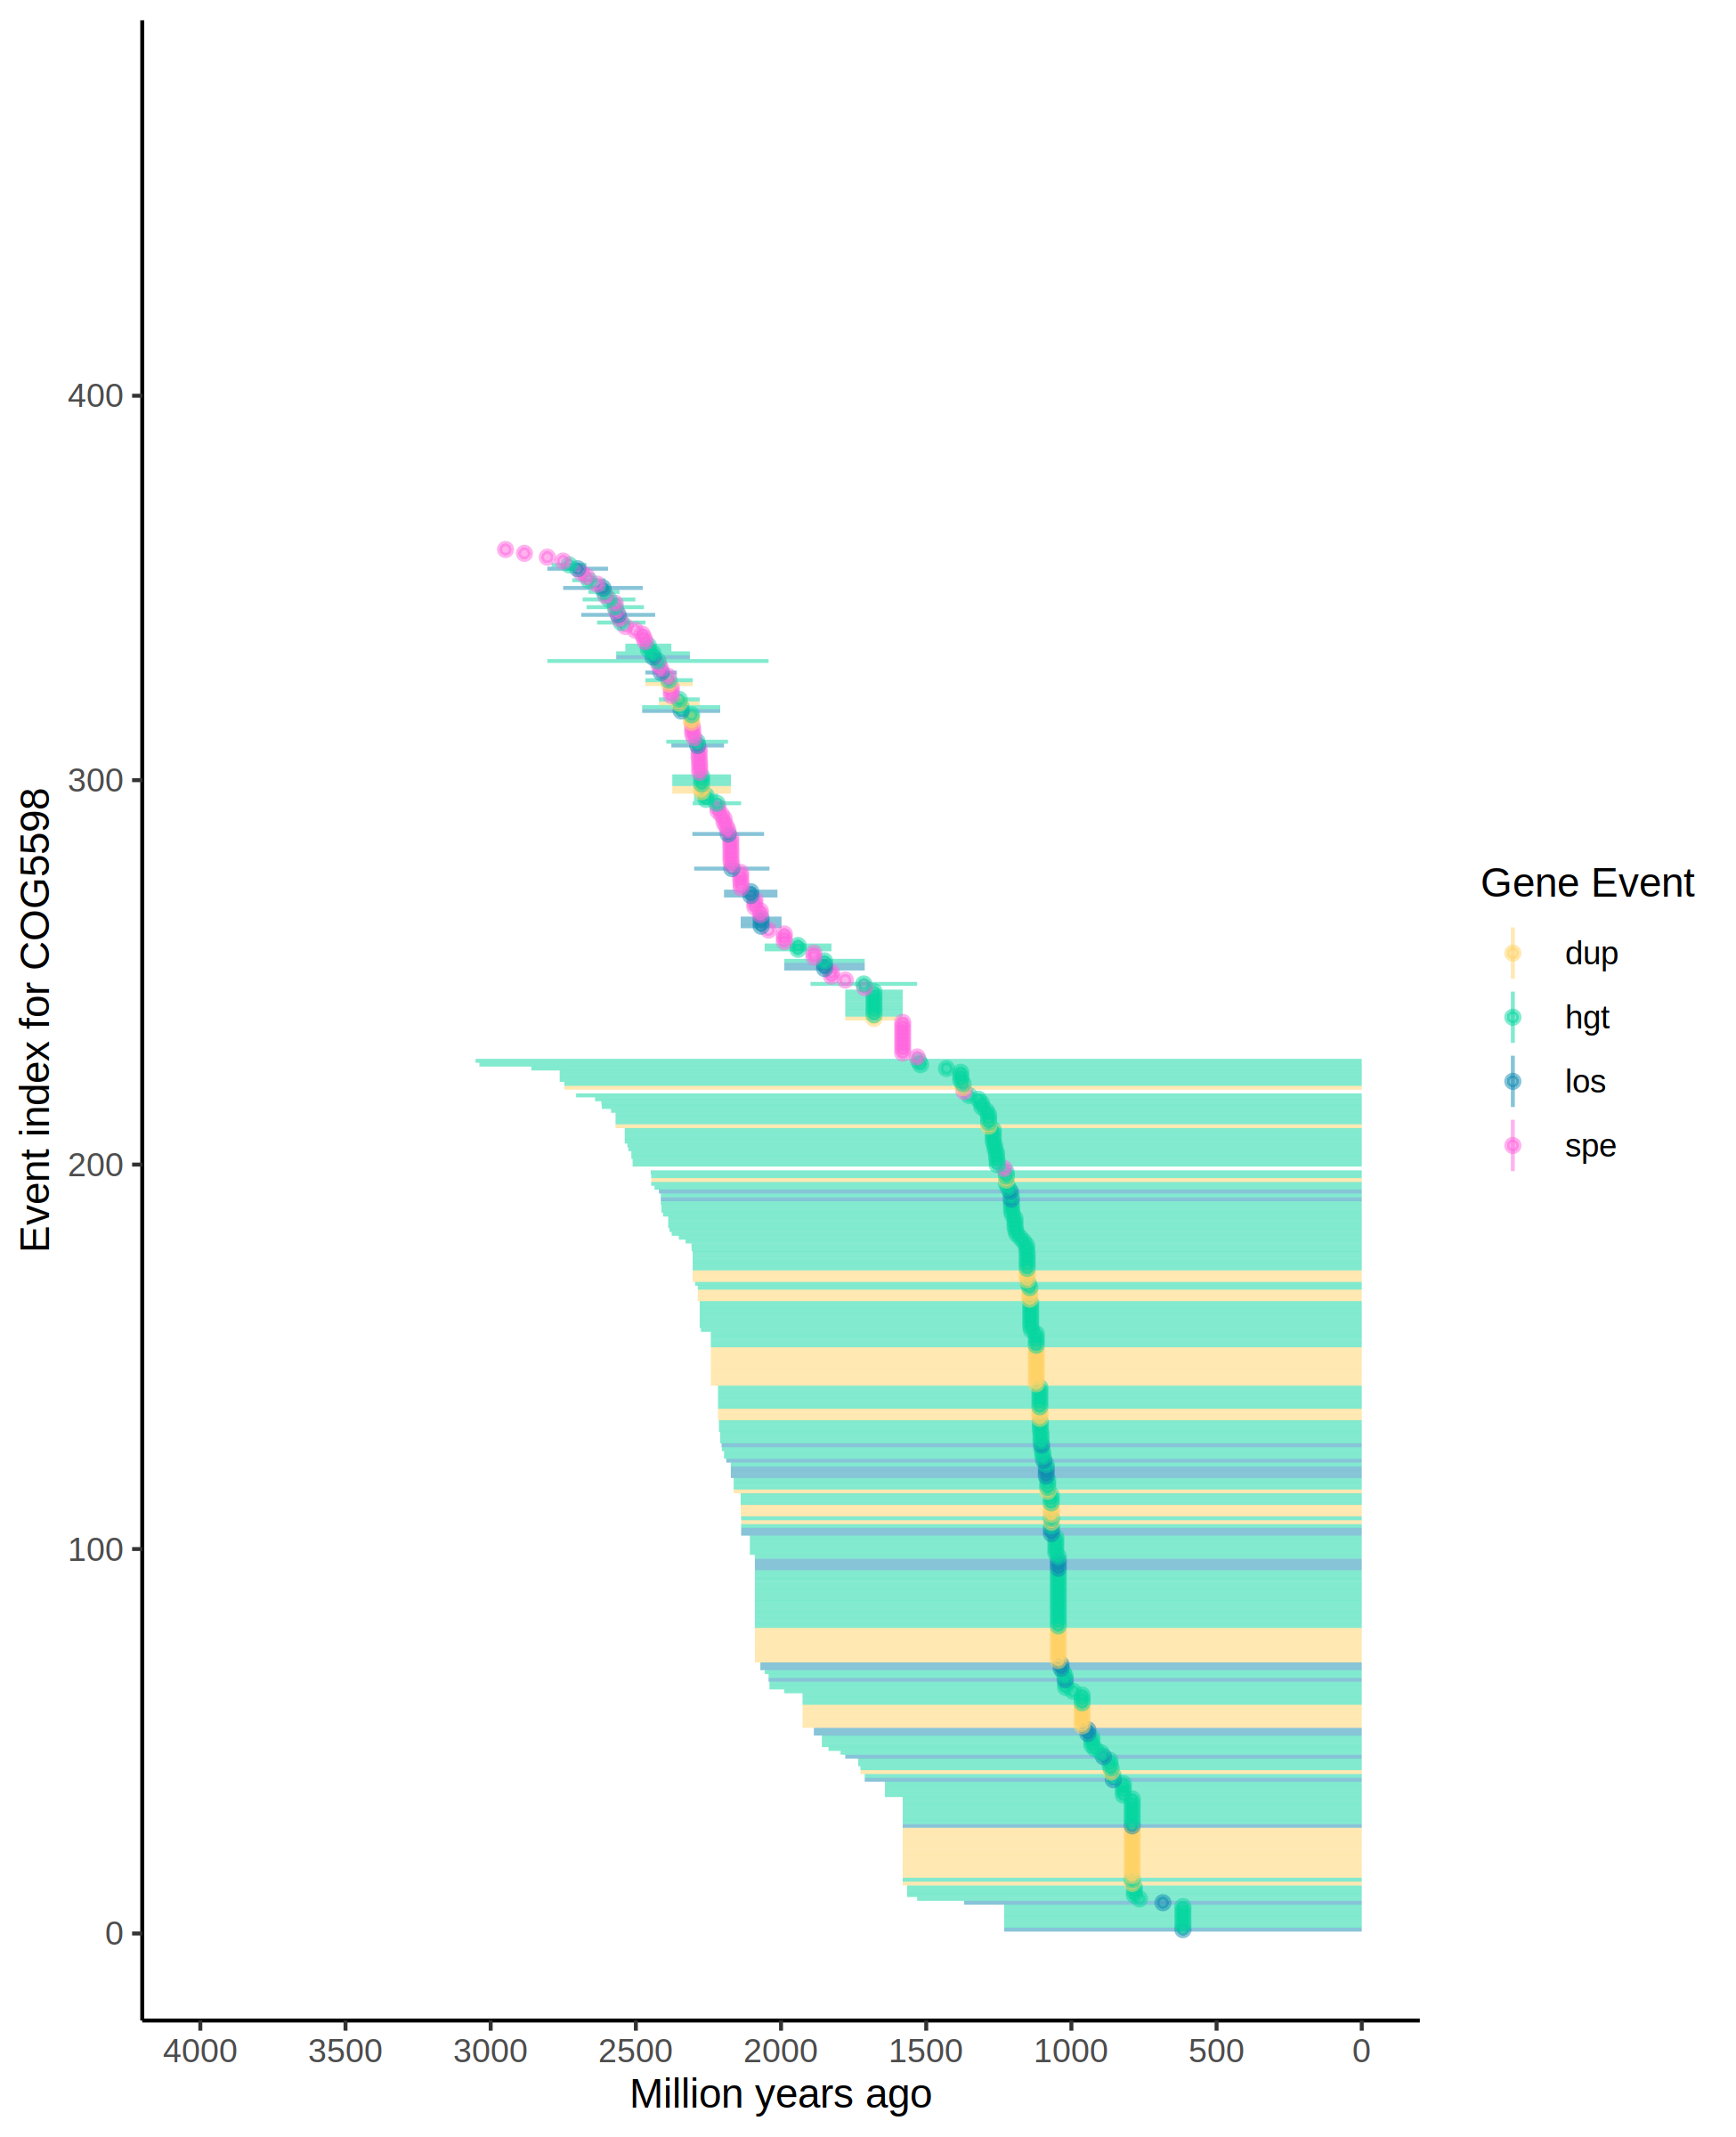 Event index for COG5598
400
300
200
100
0
4000 3500 3000 2500 2000 1500 1000 500 0
Million years ago
Gene Event
dup
hgt
los
spe